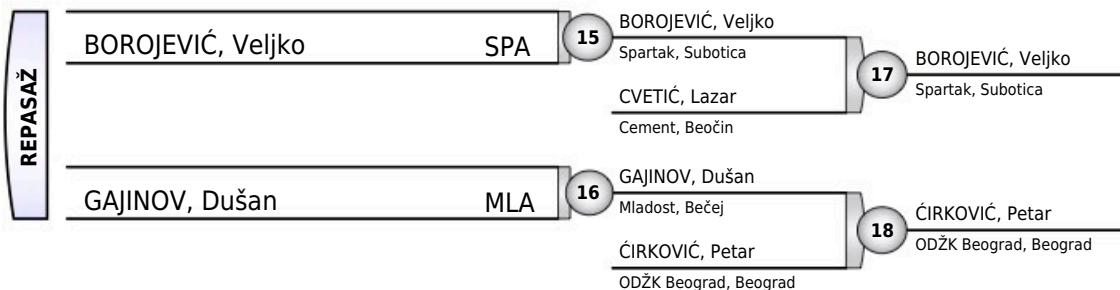 REPASAŽ
BOROJEVIĆ, Veljko SPA
15
BOROJEVIĆ, Veljko
Spartak, Subotica
CVETIĆ, Lazar
Cement, Beočin
17
BOROJEVIĆ, Veljko
Spartak, Subotica
GAJINOV, Dušan MLA
16
GAJINOV, Dušan
Mladost, Bečej
ĆIRKOVIĆ, Petar
ODŽK Beograd, Beograd
18
ĆIRKOVIĆ, Petar
ODŽK Beograd, Beograd